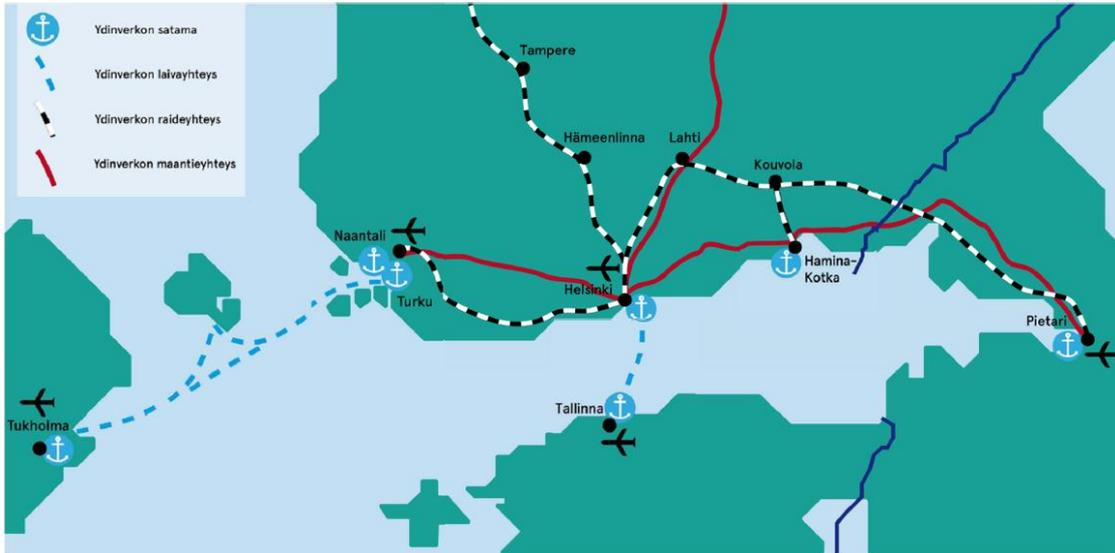 Ydinverkon satama
Ydinverkon laivayhteys
Ydinverkon raideyhteys
Ydinverkon maantieyhteys
Tampere
Hämeenlinna
Lahti
Kouvola
Naantali
Turku
Helsinki
Hamina-
Kotka
Pietari
Tallinna
Tukholma